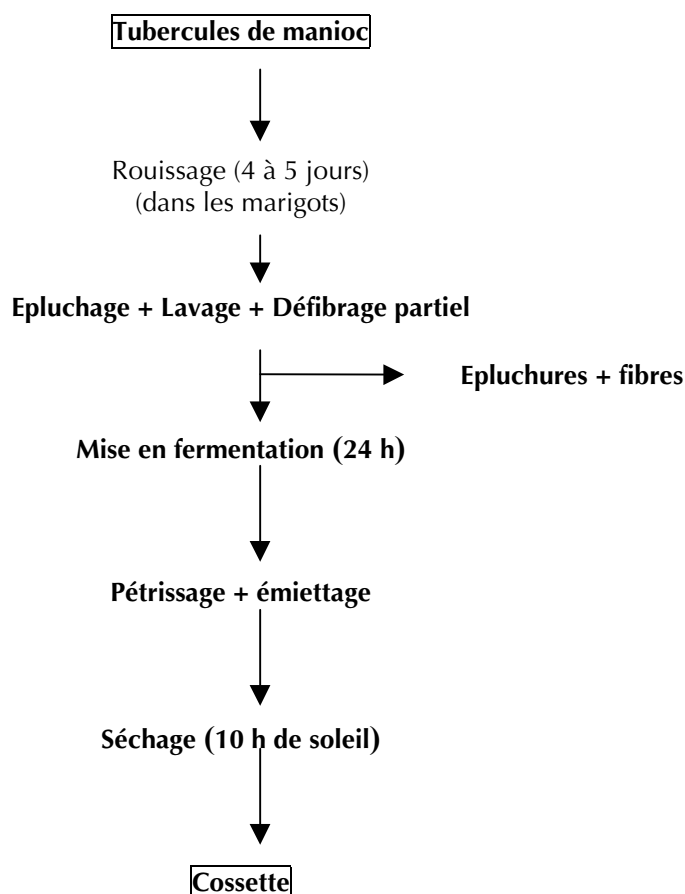 Tubercules de manioc
Rouissage (4 à 5 jours)
(dans les marigots)
Epluchage + Lavage + Défibrage partiel
Epluchures + fibres
Mise en fermentation (24 h)
Pétrissage + émiettage
Séchage (10 h de soleil)
Cossette